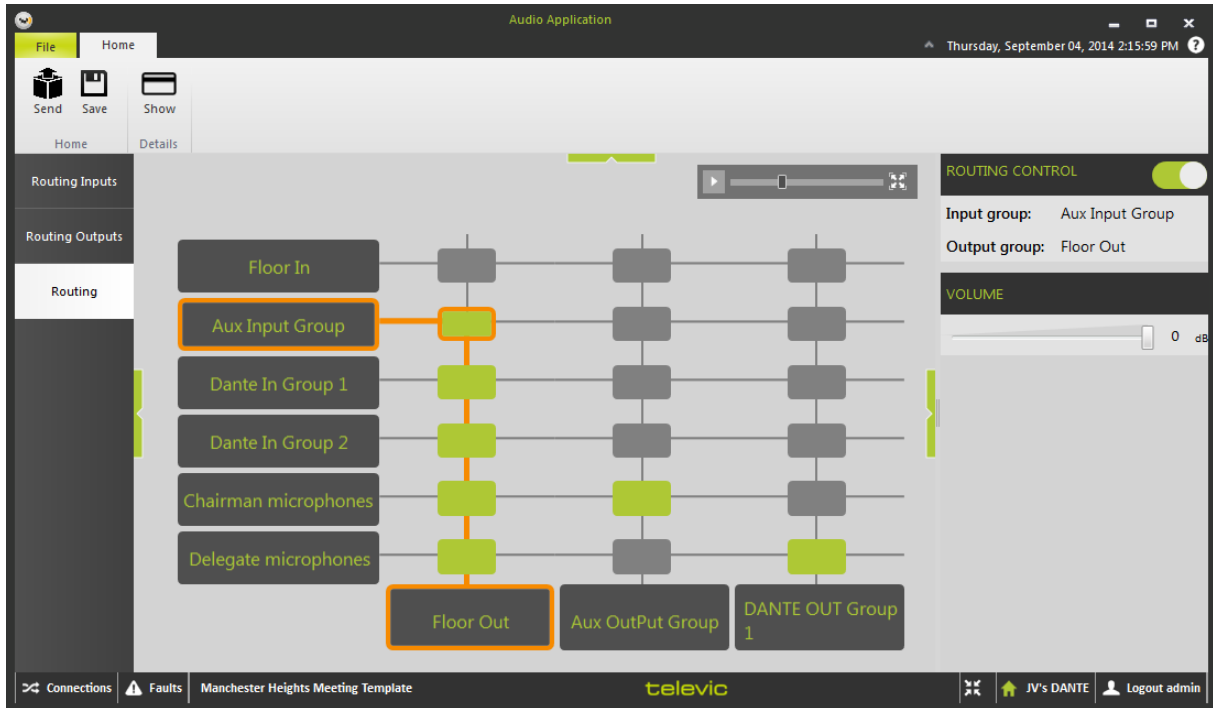 Audio Application
File Home Thursday, September 04, 2014 2:15:59 PM ?
Send Save Show
Home Details
Routing Inputs
Routing Outputs
Routing
Floor In
Aux Input Group
Dante In Group 1
Dante In Group 2
Chairman microphones
Delegate microphones
Floor Out
Aux OutPut Group
DANTE OUT Group
1
ROUTING CONTROL
Input group: Aux Input Group
Output group: Floor Out
VOLUME
0 dB
Connections Faults Manchester Heights Meeting Template televic JV's DANTE Logout admin